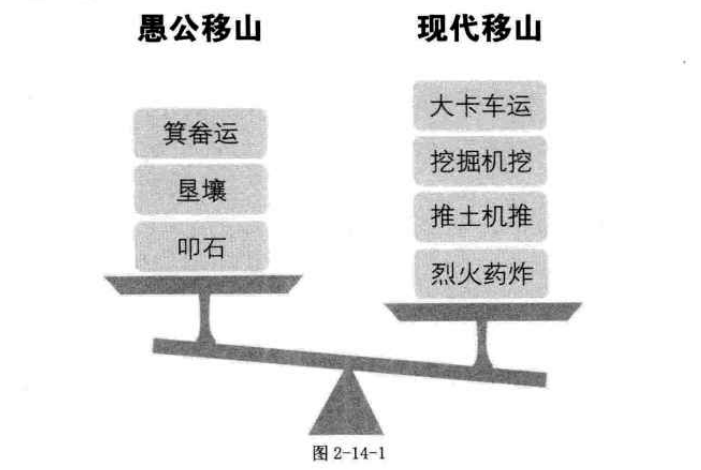 愚公移山
现代移山
箕畚运
垦壤
叩石
大卡车运
挖掘机挖
推土机推
烈火药炸
图 2-14-1